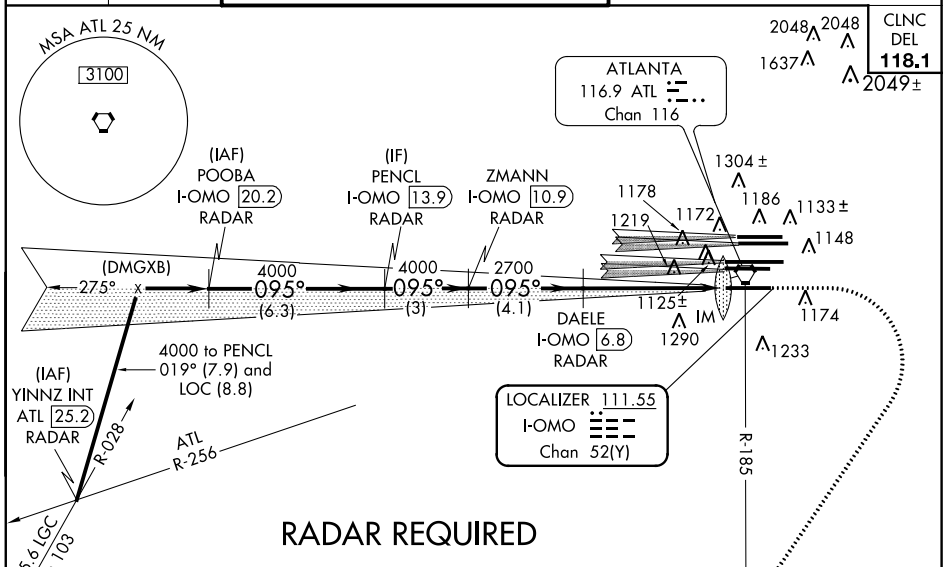 MSA ATL 25 NM
3100
CLNC
DEL
118.1
2048
2048
1637
2049±
ATLANTA
116.9 ATL
Chan 116
(IAF)
POOBA
I-OMO 20.2
RADAR
(IF)
PENCL
I-OMO 13.9
RADAR
ZMANN
I-OMO 10.9
RADAR
1304 ±
1178
1186
1133 ±
1219
1172
1148
(DMGXB)
275°
x
4000
095°
(6.3)
4000
095°
(3)
2700
095°
(4.1)
1125±
IM
1290
1174
1233
DAELE
I-OMO 6.8
RADAR
4000 to PENCL
019° (7.9) and
LOC (8.8)
(IAF)
YINNZ INT
ATL 25.2
RADAR
R-028
ATL
R-256
LOCALIZER 111.55
I-OMO
Chan 52(Y)
R-185
5.6 LGC
103
RADAR REQUIRED